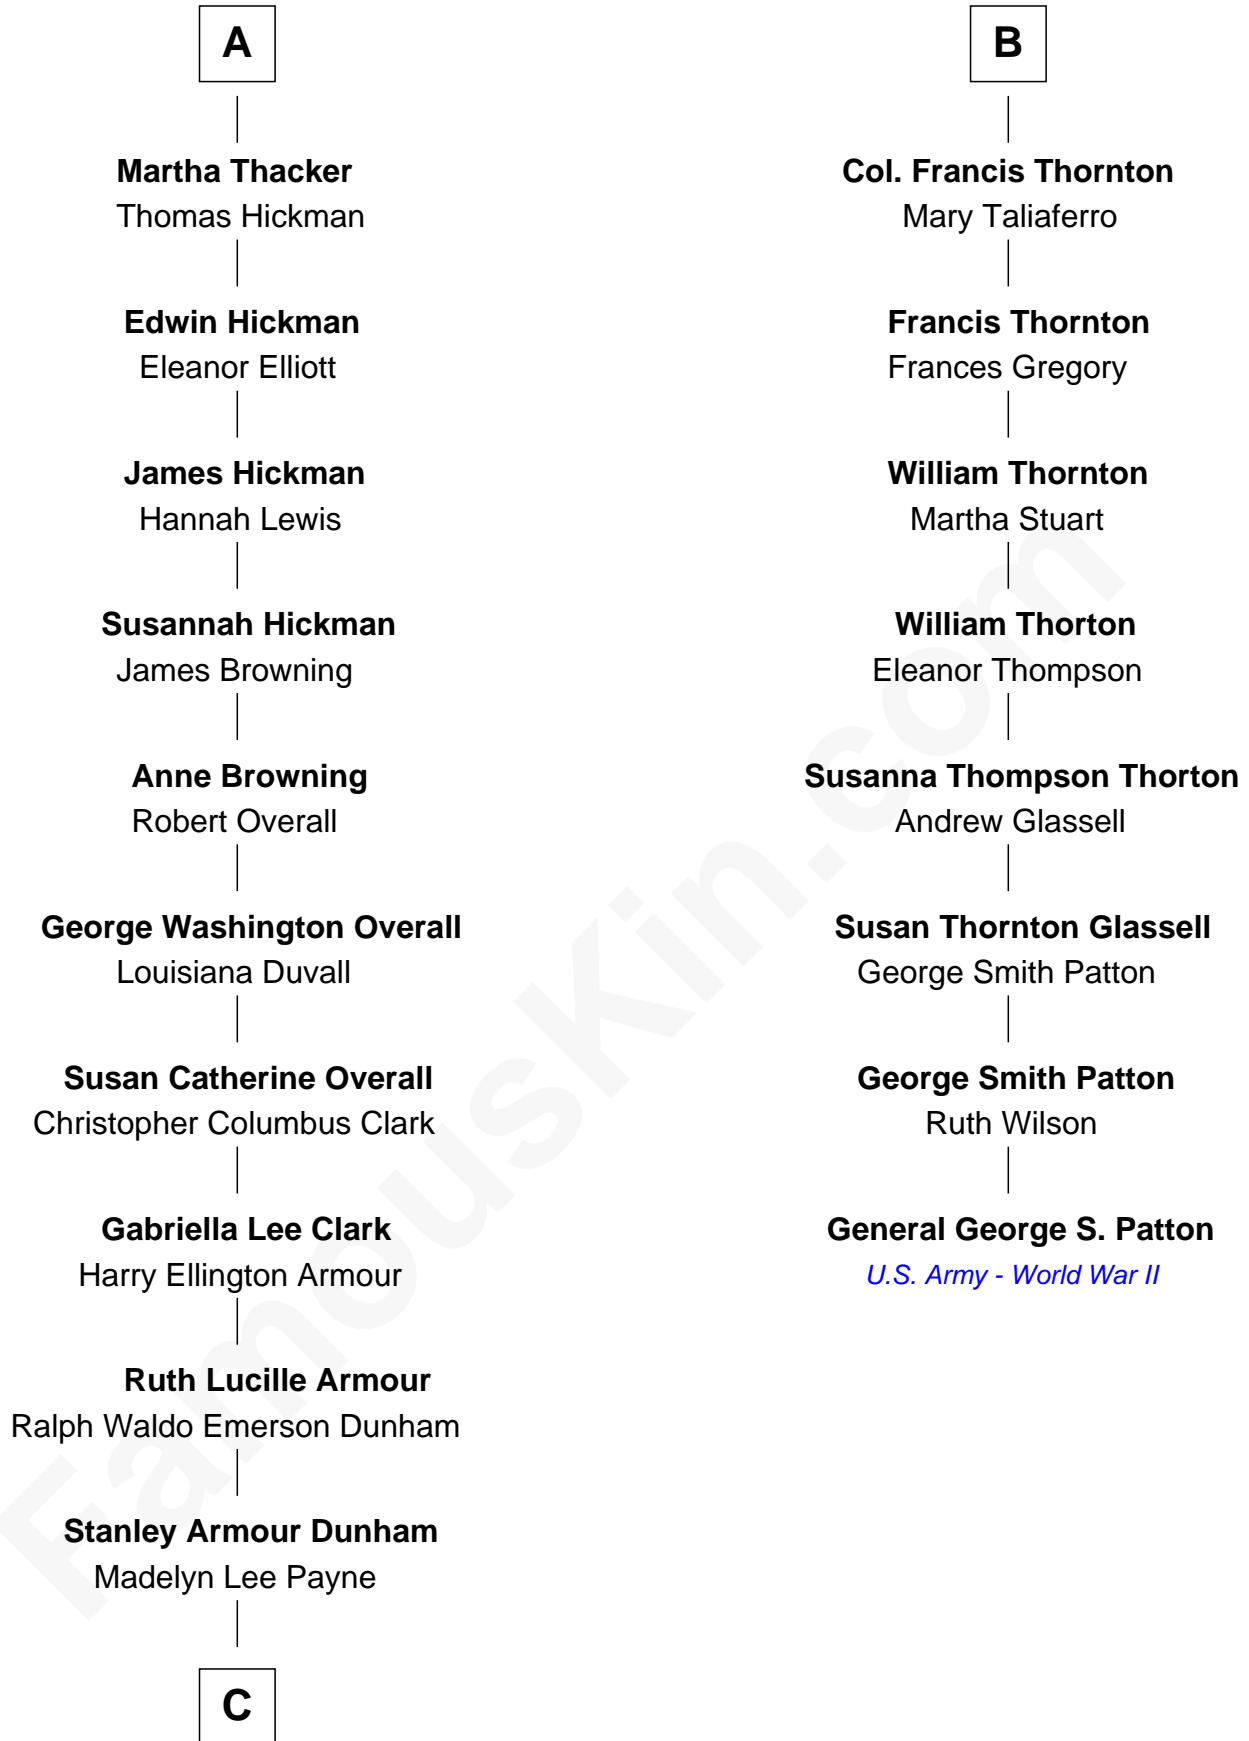 A
Martha Thacker
Thomas Hickman
Edwin Hickman
Eleanor Elliott
James Hickman
Hannah Lewis
Susannah Hickman
James Browning
Anne Browning
Robert Overall
George Washington Overall
Louisiana Duvall
Susan Catherine Overall
Christopher Columbus Clark
Gabriella Lee Clark
Harry Ellington Armour
Ruth Lucille Armour
Ralph Waldo Emerson Dunham
Stanley Armour Dunham
Madelyn Lee Payne
C
B
Col. Francis Thornton
Mary Taliaferro
Francis Thornton
Frances Gregory
William Thornton
Martha Stuart
William Thorton
Eleanor Thompson
Susanna Thompson Thorton
Andrew Glassell
Susan Thornton Glassell
George Smith Patton
George Smith Patton
Ruth Wilson
General George S. Patton
U.S. Army - World War II
FamousKin.com